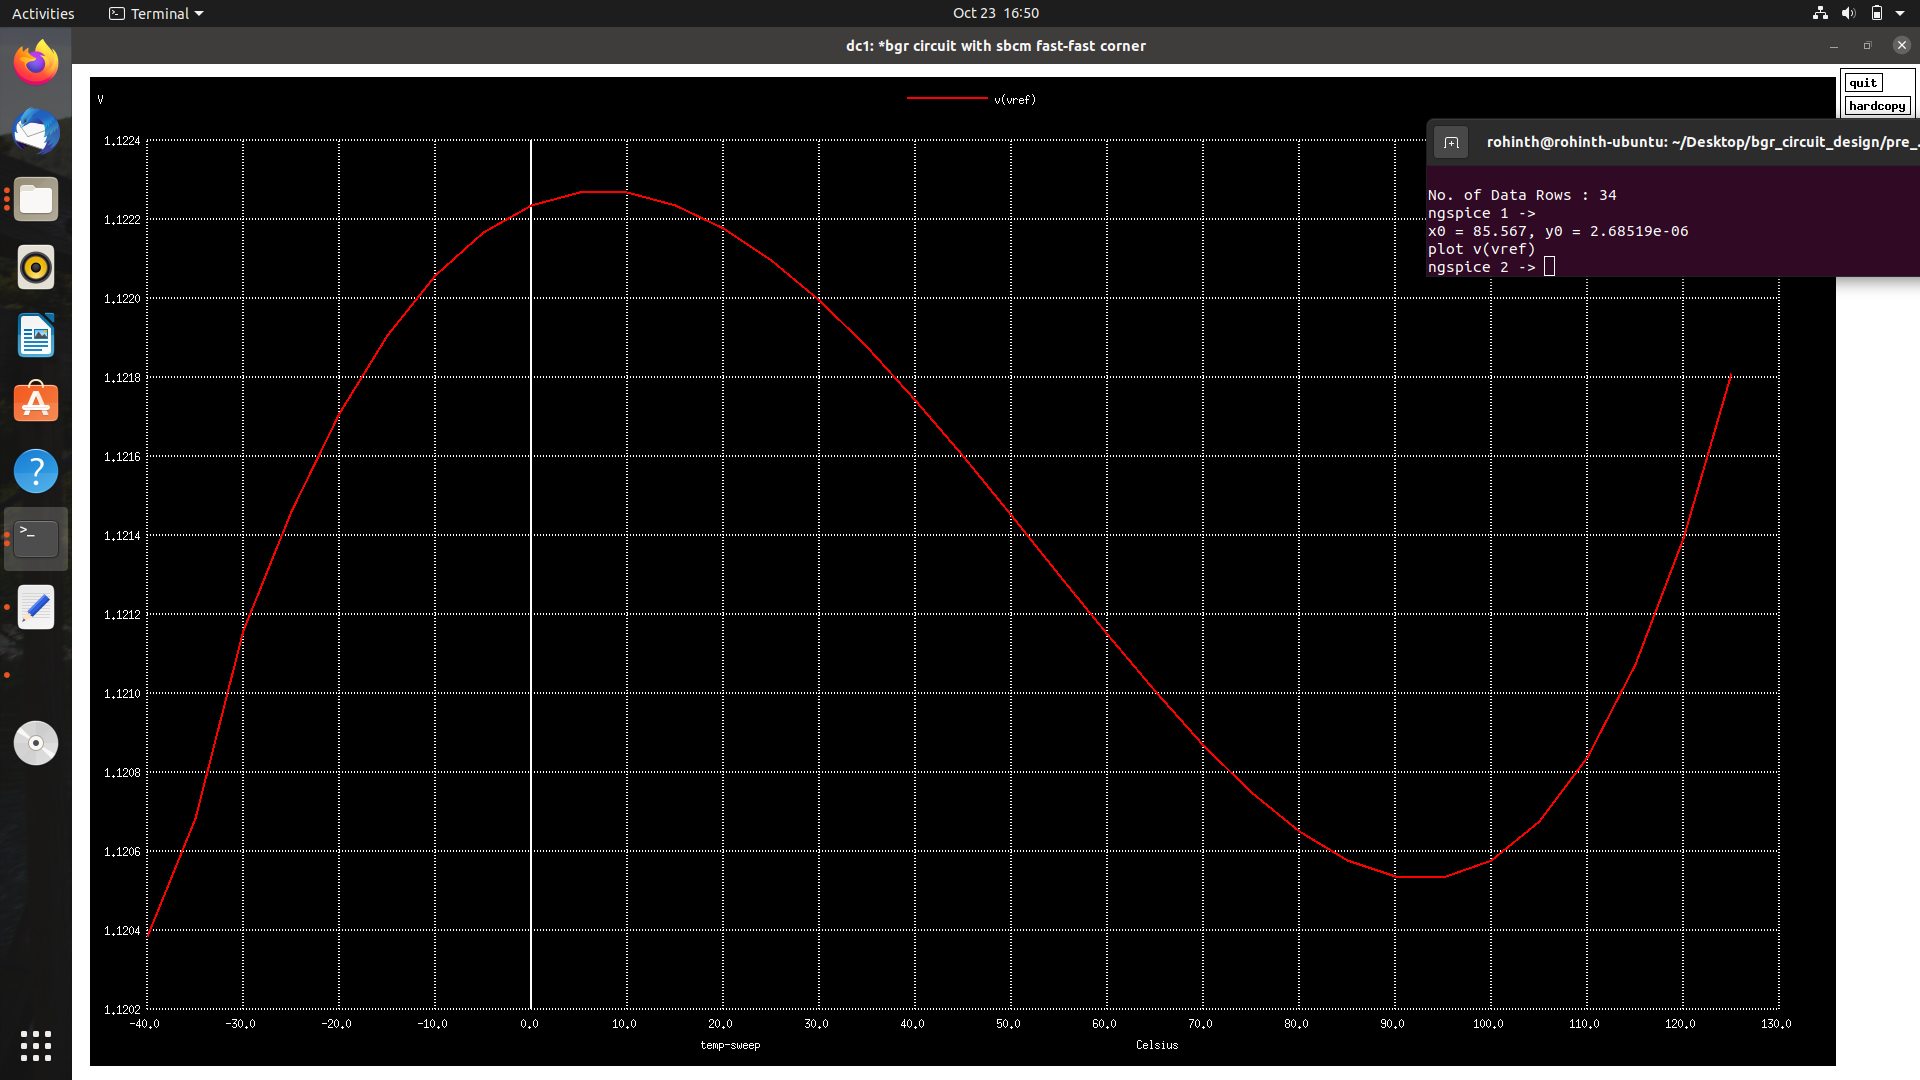 Activities
Terminal
Oct 23 16:50
dc1: *bgr circuit with sbcm fast-fast corner
quit
hardcopy
V
v(vref)
rohinth@rohinth-ubuntu: ~/Desktop/bgr_circuit_design/pre_
No. of Data Rows : 34
ngspice 1 ->
x0 = 85.567, y0 = 2.68519e-06
plot v(vref)
ngspice 2 ->
1.1224
1.1222
1.1220
1.1218
1.1216
1.1214
1.1212
1.1210
1.1208
1.1206
1.1204
1.1202
-40.0 -30.0 -20.0 -10.0 0.0 10.0 20.0 30.0 40.0 50.0 60.0 70.0 80.0 90.0 100.0 110.0 120.0 130.0
temp-sweep Celsius